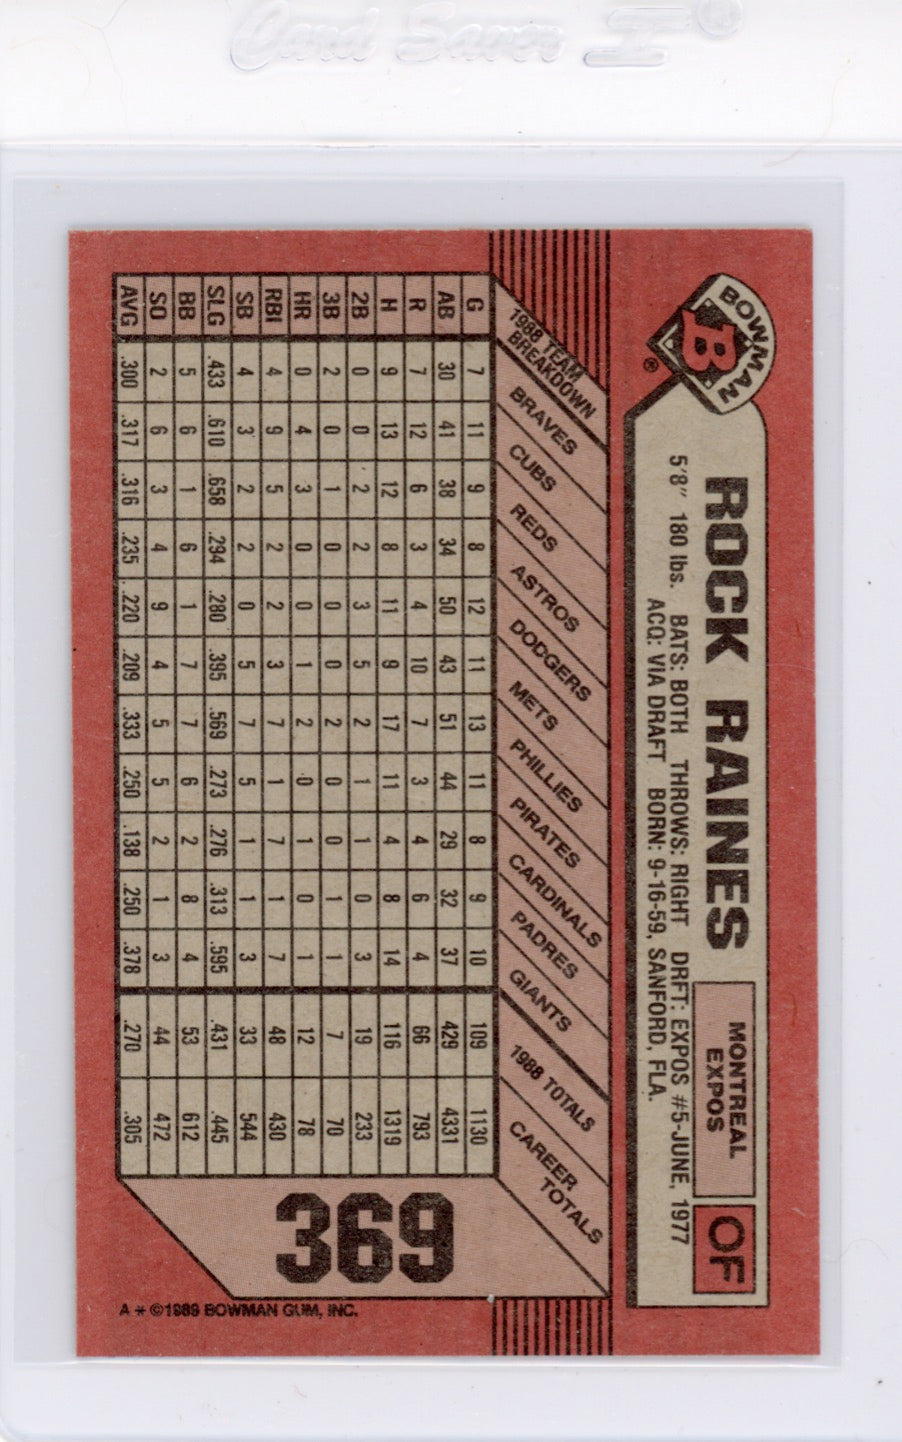 Card Saver I ®
BOWMAN
B
®
ROCK RAINES
MONTREAL
EXPOS
OF
5'8" 180 lbs. BATS: BOTH THROWS: RIGHT DRFT: EXPOS #5-JUNE, 1977
ACQ: VIA DRAFT BORN: 9-16-59, SANFORD, FLA.
1988 TEAM BREAKDOWN BRAVES CUBS REDS ASTROS DODGERS METS PHILLIES PIRATES CARDINALS PADRES GIANTS 1988 TOTALS CAREER TOTALS
G 7 11 9 8 12 11 13 11 8 9 10 109 1130
AB 30 41 38 34 50 43 51 44 29 32 37 429 4331
R 7 12 6 3 4 10 7 3 4 6 4 66 793
H 9 13 12 8 11 9 17 11 4 8 14 116 1319
2B 0 0 2 2 3 5 2 1 1 0 3 19 233
3B 2 0 1 0 0 0 2 0 0 1 1 7 70
HR 0 4 3 0 0 1 2 0 1 0 1 12 78
RBI 4 9 5 2 2 3 7 1 7 1 7 48 430
SB 4 3 2 2 0 5 7 5 1 1 3 33 544
SLG .433 .610 .658 .294 .280 .395 .569 .273 .276 .313 .595 .431 .445
BB 5 6 1 6 1 7 7 6 2 8 4 53 612
SO 2 6 3 4 9 4 5 5 2 1 3 44 472
AVG .300 .317 .316 .235 .220 .209 .333 .250 .138 .250 .378 .270 .305
369
A * ©1989 BOWMAN GUM, INC.